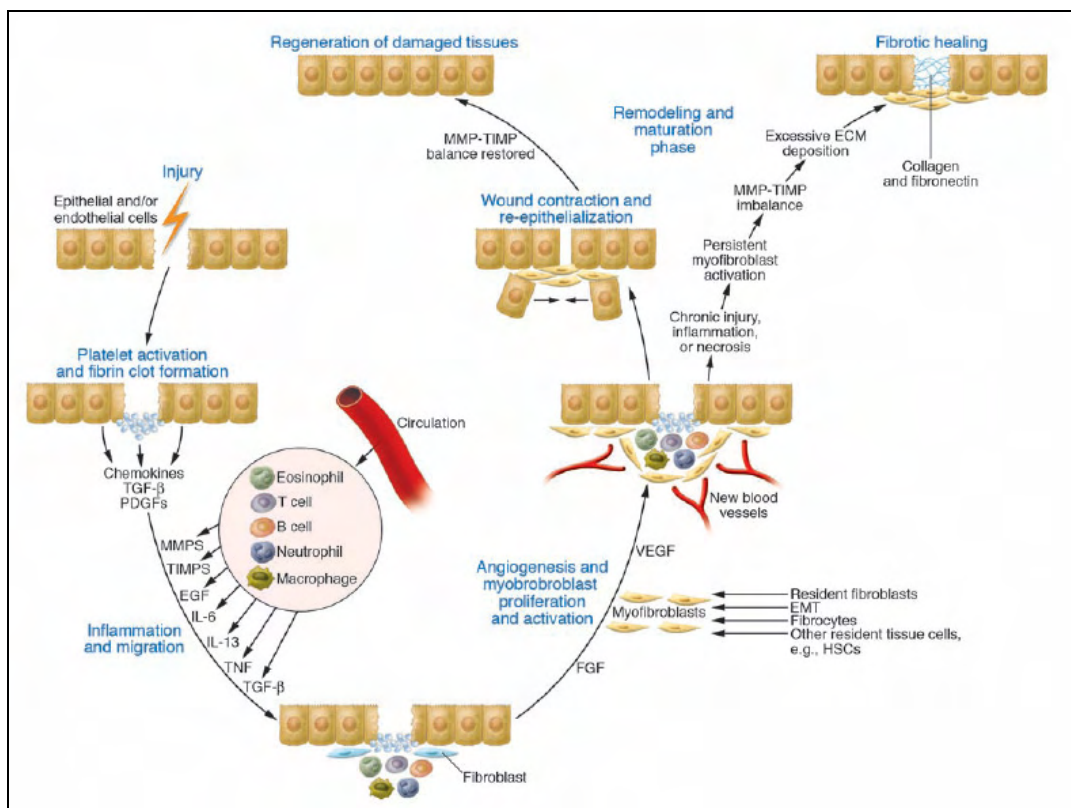 Regeneration of damaged tissues
Fibrotic healing
Remodeling and
maturation
phase
Excessive ECM
deposition
Collagen
and fibronectin
MMP-TIMP
balance restored
MMP-TIMP
imbalance
Injury
Epithelial and/or
endothelial cells
Wound contraction and
re-epithelialization
Persistent
myofibroblast
activation
Chronic injury,
inflammation,
or necrosis
Platelet activation
and fibrin clot formation
Circulation
Chemokines
TGF-β
PDGFs
Eosinophil
T cell
B cell
Neutrophil
Macrophage
MMPS
TIMPS
EGF
IL-6
IL-13
TNF
TGF-β
Inflammation
and migration
New blood
vessels
VEGF
Angiogenesis and
myobrobroblast
proliferation
and activation
Myofibroblasts
Resident fibroblasts
EMT
Fibrocytes
Other resident tissue cells,
e.g., HSCs
FGF
Fibroblast